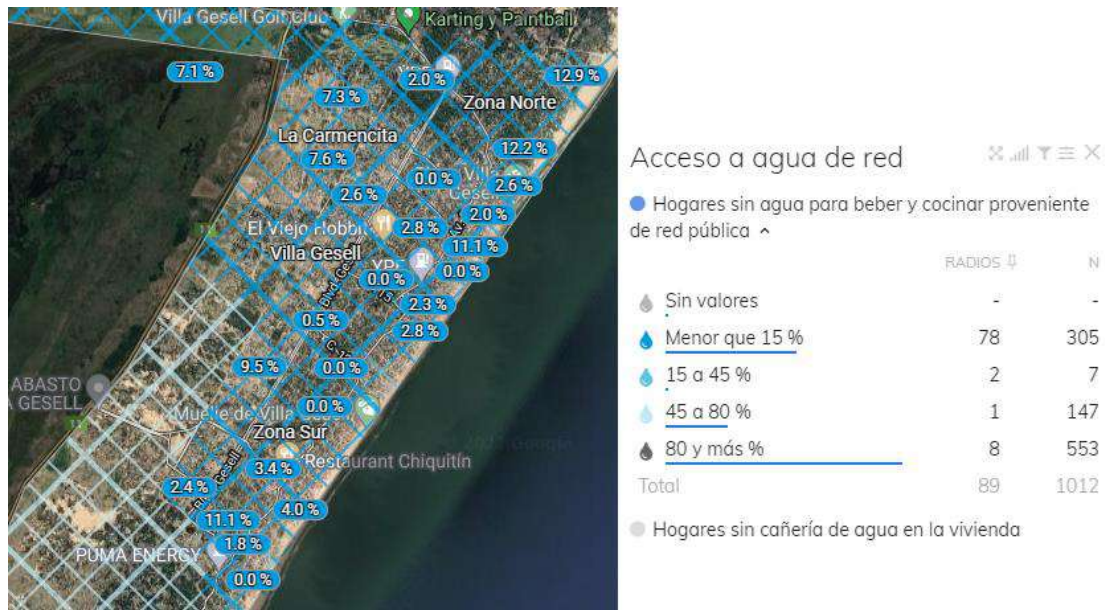 Villa Gesell Golf Club
Karting y Paintball
7.1 %
2.0 %
12.9 %
7.3 %
Zona Norte
La Carmencita
7.6 %
12.2 %
0.0 %
2.6 %
2.6 %
2.0 %
El Viejo Hobbi
2.8 %
Villa Gesell
11.1 %
YPF
0.0 %
0.0 %
2.3 %
0.5 %
2.8 %
9.5 %
0.0 %
ABASTO
GESELL
0.0 %
Muelle de Villa
Zona Sur
3.4 %
Restaurant Chiquitín
2.4 %
4.0 %
11.1 %
1.8 %
PUMA ENERGY
0.0 %
Acceso a agua de red
Hogares sin agua para beber y cocinar proveniente
de red pública
RADIOS N
Sin valores - -
Menor que 15 % 78 305
15 a 45 % 2 7
45 a 80 % 1 147
80 y más % 8 553
Total 89 1012
Hogares sin cañería de agua en la vivienda